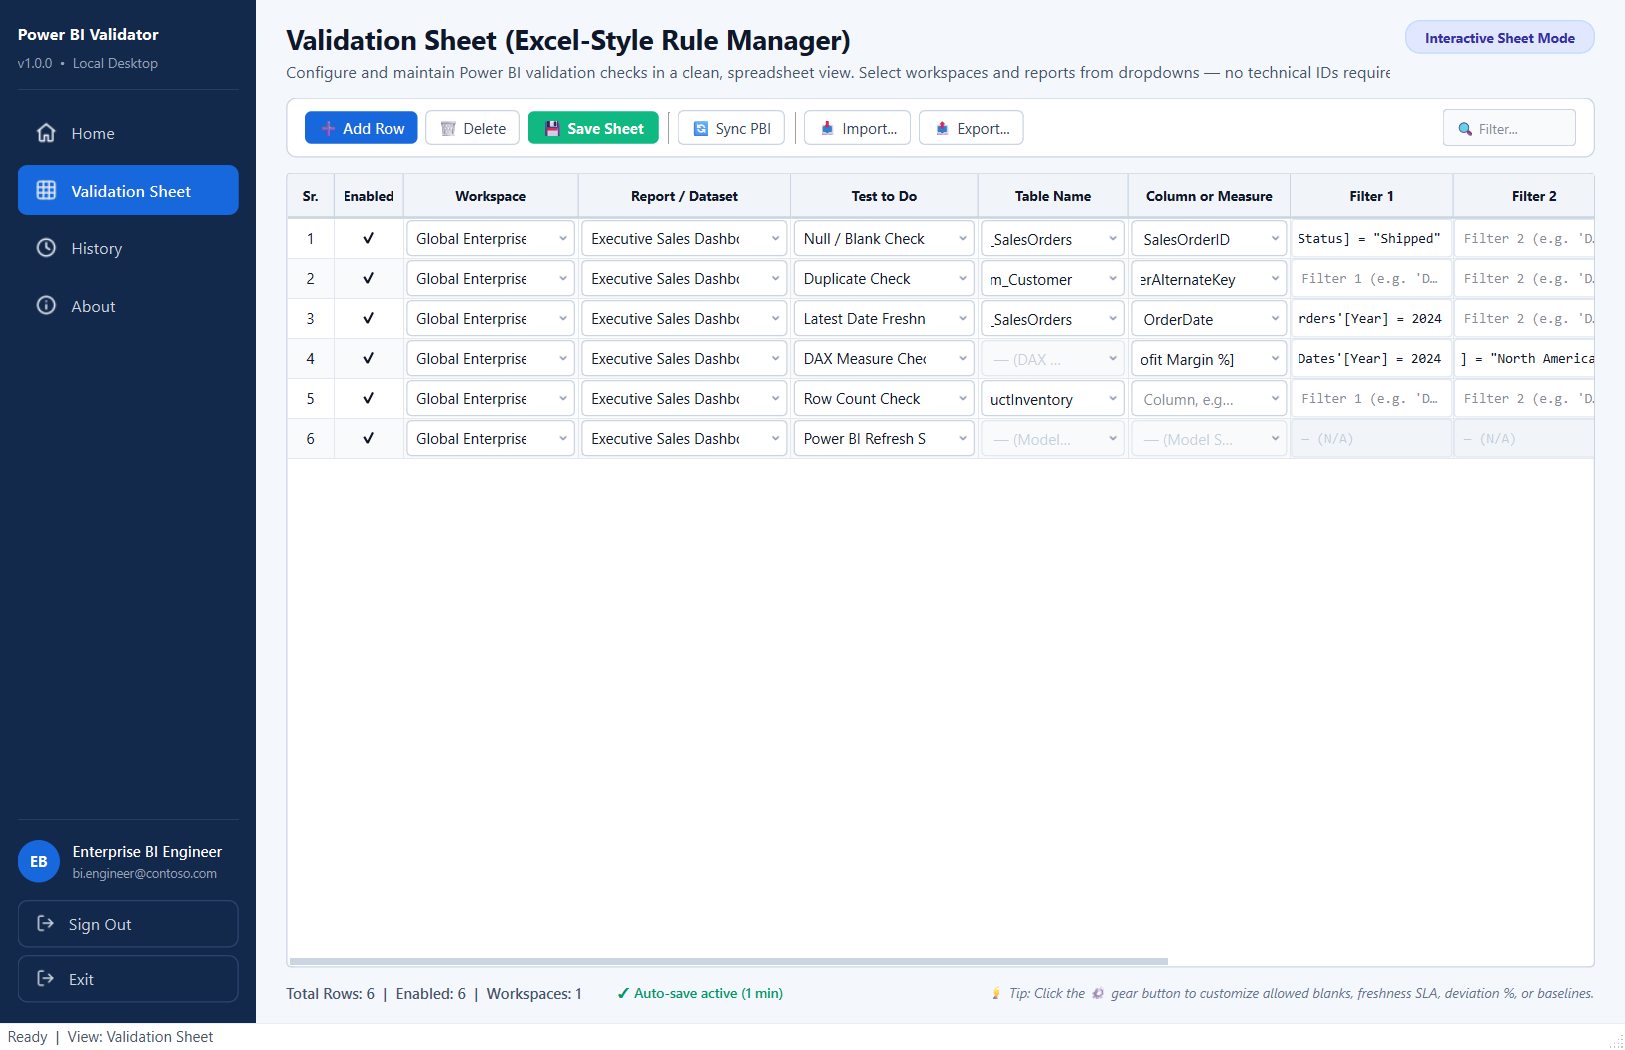 Power BI Validator
v1.0.0 • Local Desktop
Home
Validation Sheet
History
About
Enterprise BI Engineer
EB
bi.engineer@contoso.com
Sign Out
Exit
Validation Sheet (Excel-Style Rule Manager)
Interactive Sheet Mode
Configure and maintain Power BI validation checks in a clean, spreadsheet view. Select workspaces and reports from dropdowns — no technical IDs require
Add Row Delete Save Sheet Sync PBI Import... Export... Filter...
Sr. Enabled Workspace Report / Dataset Test to Do Table Name Column or Measure Filter 1 Filter 2
1 ✓ Global Enterprise Executive Sales Dashbo Null / Blank Check _SalesOrders SalesOrderID Status] = "Shipped" Filter 2 (e.g. 'D…
2 ✓ Global Enterprise Executive Sales Dashbo Duplicate Check m_Customer erAlternateKey Filter 1 (e.g. 'D… Filter 2 (e.g. 'D…
3 ✓ Global Enterprise Executive Sales Dashbo Latest Date Freshn _SalesOrders OrderDate rders'[Year] = 2024 Filter 2 (e.g. 'D…
4 ✓ Global Enterprise Executive Sales Dashbo DAX Measure Chec — (DAX ... ofit Margin %] Dates'[Year] = 2024 ] = "North America
5 ✓ Global Enterprise Executive Sales Dashbo Row Count Check uctInventory Column, e.g... Filter 1 (e.g. 'D… Filter 2 (e.g. 'D…
6 ✓ Global Enterprise Executive Sales Dashbo Power BI Refresh S — (Model... — (Model S... — (N/A) — (N/A)
Total Rows: 6 | Enabled: 6 | Workspaces: 1 ✓ Auto-save active (1 min) Tip: Click the ⚙ gear button to customize allowed blanks, freshness SLA, deviation %, or baselines.
Ready | View: Validation Sheet